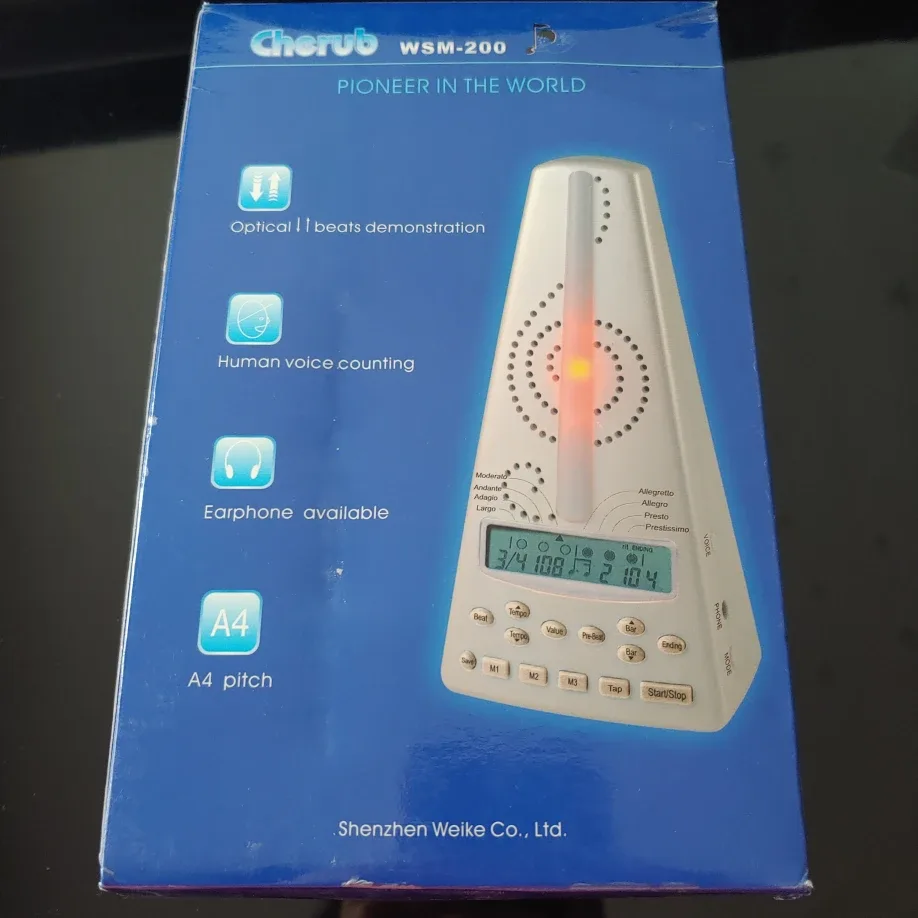 Cherub WSM-200
PIONEER IN THE WORLD
Optical ↓↑ beats demonstration
Human voice counting
Earphone available
A4
A4 pitch
Moderato
Andante
Adagio
Largo
Allegretto
Allegro
Presto
Prestissimo
ENDING
3/4 108 2 104
VOICE
PHONE
Beat
Tempo
Tempo
Value
Pre-Beat
Bar
Bar
Ending
Save
M1
M2
M3
Tap
Start/Stop
Shenzhen Weike Co., Ltd.